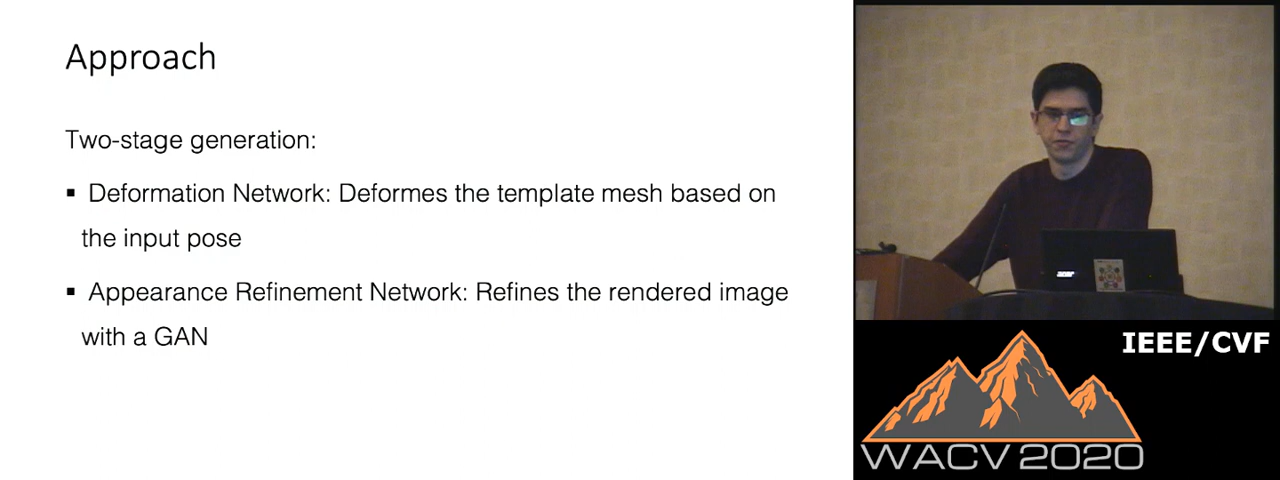 Approach
Two-stage generation:
▪ Deformation Network: Deformes the template mesh based on
the input pose
▪ Appearance Refinement Network: Refines the rendered image
with a GAN
IEEE/CVF
WACV 2020